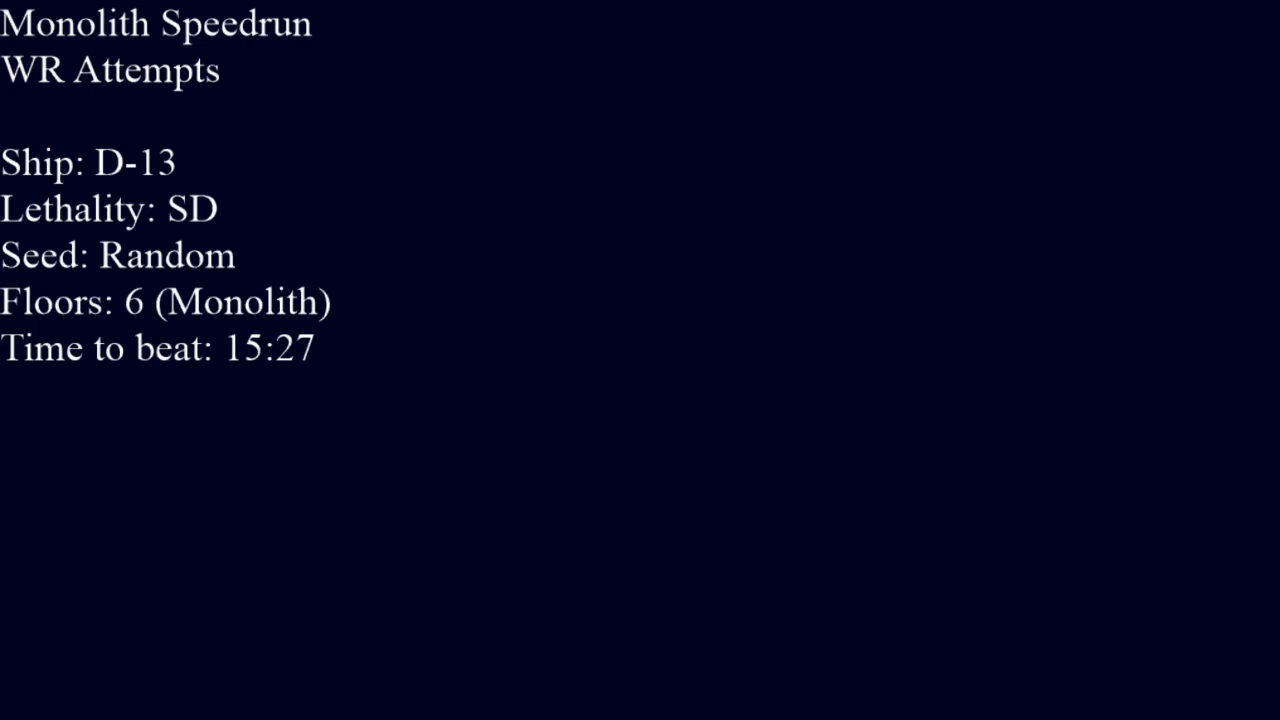 Monolith Speedrun
WR Attempts
Ship: D-13
Lethality: SD
Seed: Random
Floors: 6 (Monolith)
Time to beat: 15:27